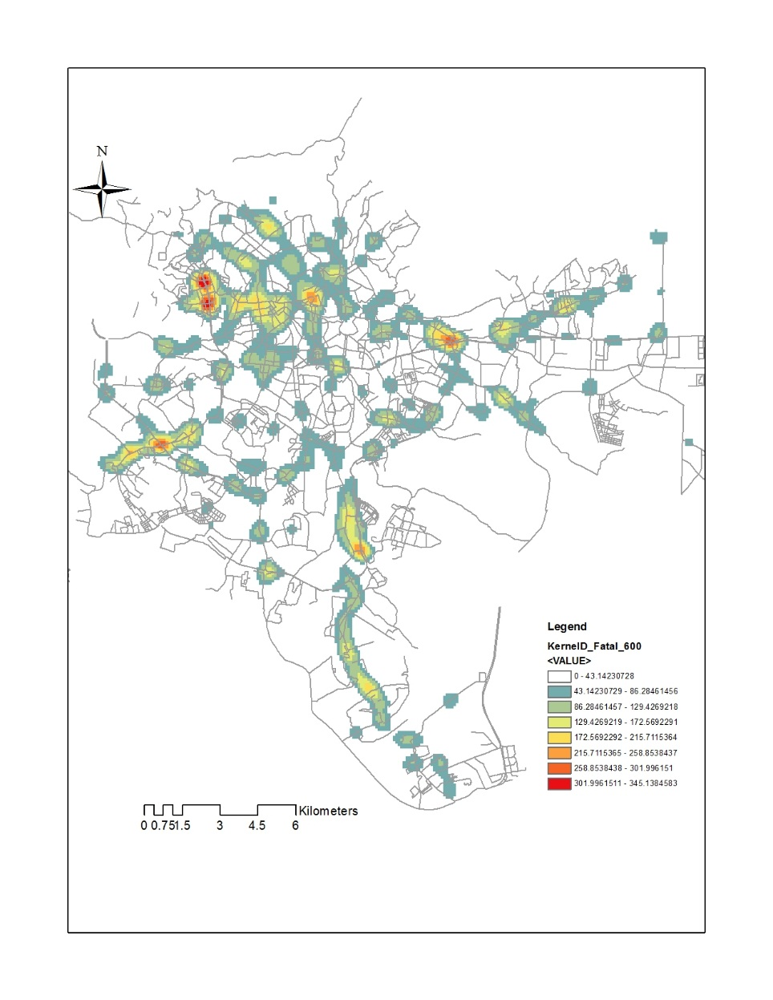 N
Legend
KernelD_Fatal_600
<VALUE>
0 - 43.14230728
43.14230729 - 86.28461456
86.28461457 - 129.4269218
129.4269219 - 172.5692291
172.5692292 - 215.7115364
215.7115365 - 258.8538437
258.8538438 - 301.996151
301.9961511 - 345.1384583
Kilometers
0 0.751.5 3 4.5 6